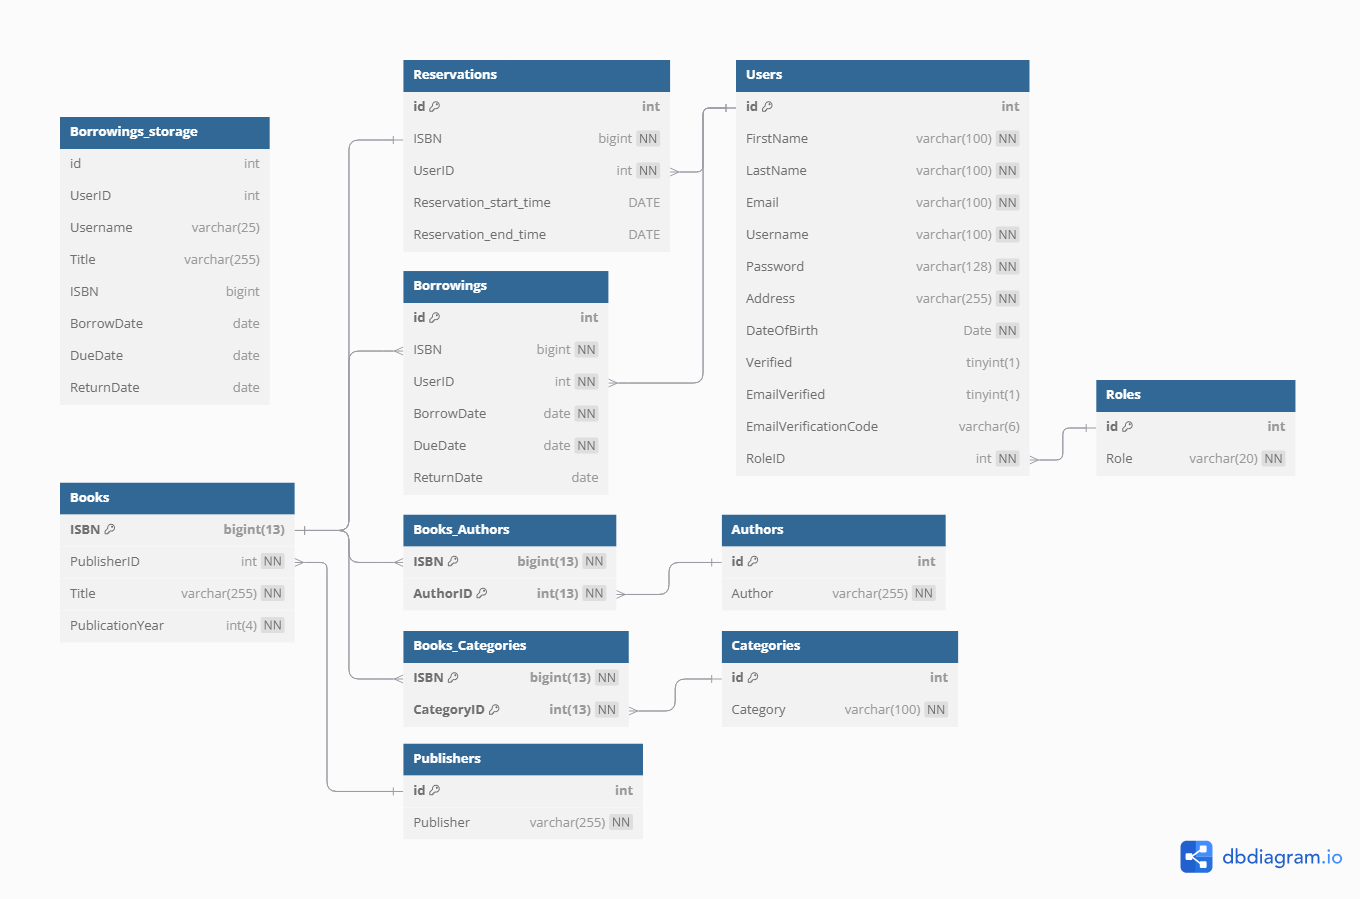 Borrowings_storage
id int
UserID int
Username varchar(25)
Title varchar(255)
ISBN bigint
BorrowDate date
DueDate date
ReturnDate date
Books
ISBN bigint(13)
PublisherID int NN
Title varchar(255) NN
PublicationYear int(4) NN
Reservations
id int
ISBN bigint NN
UserID int NN
Reservation_start_time DATE
Reservation_end_time DATE
Borrowings
id int
ISBN bigint NN
UserID int NN
BorrowDate date NN
DueDate date NN
ReturnDate date
Books_Authors
ISBN bigint(13) NN
AuthorID int(13) NN
Books_Categories
ISBN bigint(13) NN
CategoryID int(13) NN
Publishers
id int
Publisher varchar(255) NN
Users
id int
FirstName varchar(100) NN
LastName varchar(100) NN
Email varchar(100) NN
Username varchar(100) NN
Password varchar(128) NN
Address varchar(255) NN
DateOfBirth Date NN
Verified tinyint(1)
EmailVerified tinyint(1)
EmailVerificationCode varchar(6)
RoleID int NN
Authors
id int
Author varchar(255) NN
Categories
id int
Category varchar(100) NN
Roles
id int
Role varchar(20) NN
dbdiagram.io